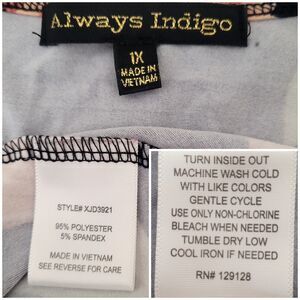 Always Indigo
1X
MADE IN
VIETNAM
STYLE# XJD3921
95% POLYESTER
5% SPANDEX
MADE IN VIETNAM
SEE REVERSE FOR CARE
TURN INSIDE OUT
MACHINE WASH COLD
WITH LIKE COLORS
GENTLE CYCLE
USE ONLY NON-CHLORINE
BLEACH WHEN NEEDED
TUMBLE DRY LOW
COOL IRON IF NEEDED
RN# 129128